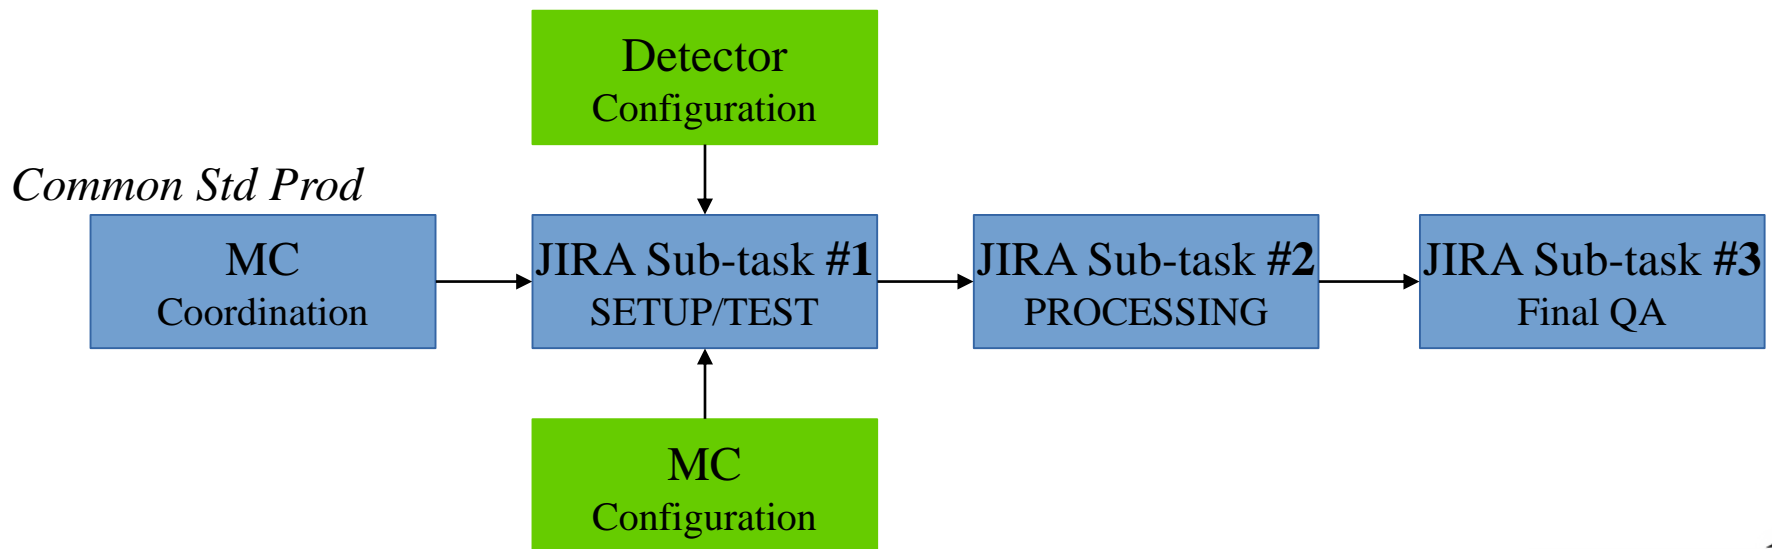 Detector
Configuration
Common Std Prod
MC
Coordination
JIRA Sub-task #1
SETUP/TEST
JIRA Sub-task #2
PROCESSING
JIRA Sub-task #3
Final QA
MC
Configuration